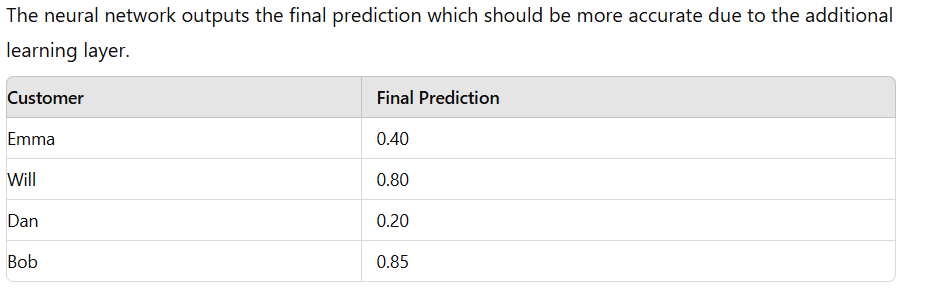 The neural network outputs the final prediction which should be more accurate due to the additional
learning layer.
Customer Final Prediction
Emma 0.40
Will 0.80
Dan 0.20
Bob 0.85